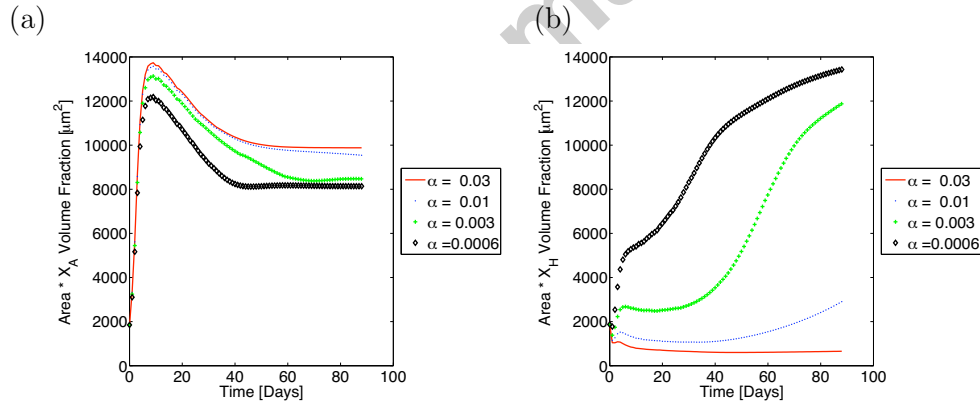 (a)
(b)
14000
12000
10000
8000
6000
4000
2000
0
Area * X_A Volume Fraction [μm²]
0 20 40 60 80 100
Time [Days]
α = 0.03
α = 0.01
α = 0.003
α =0.0006
14000
12000
10000
8000
6000
4000
2000
0
Area * X_H Volume Fraction [μm²]
0 20 40 60 80 100
Time [Days]
α = 0.03
α = 0.01
α = 0.003
α =0.0006